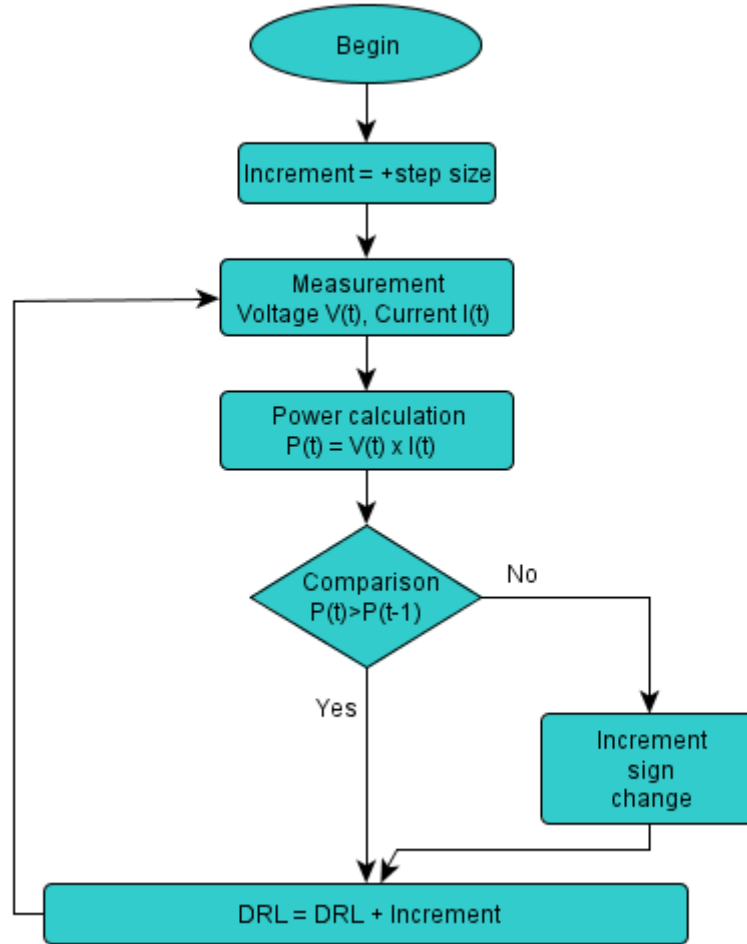 Begin
Increment = +step size
Measurement
Voltage V(t), Current I(t)
Power calculation
P(t) = V(t) x I(t)
Comparison
P(t)>P(t-1)
No
Yes
Increment
sign
change
DRL = DRL + Increment